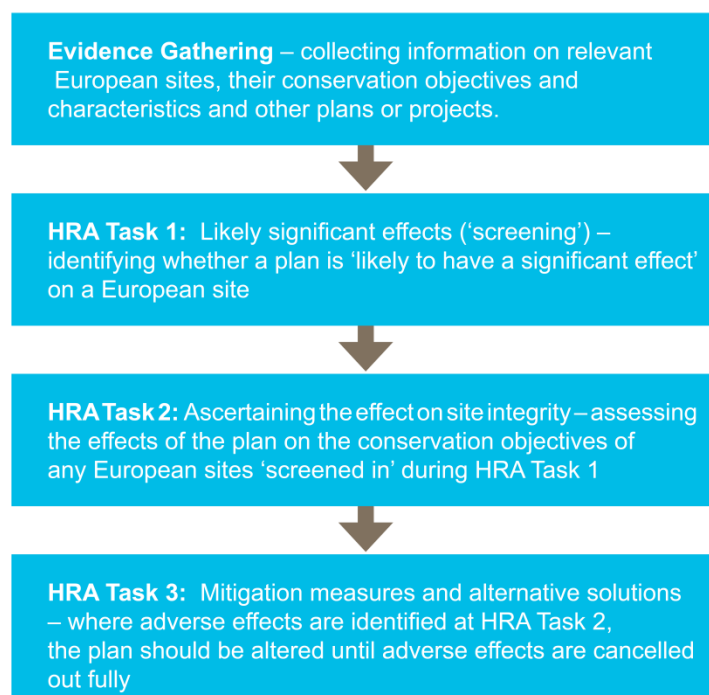 Evidence Gathering – collecting information on relevant
European sites, their conservation objectives and
characteristics and other plans or projects.
HRA Task 1: Likely significant effects (‘screening’) –
identifying whether a plan is ‘likely to have a significant effect’
on a European site
HRA Task 2: Ascertaining the effect on site integrity – assessing
the effects of the plan on the conservation objectives of
any European sites ‘screened in’ during HRA Task 1
HRA Task 3: Mitigation measures and alternative solutions
– where adverse effects are identified at HRA Task 2,
the plan should be altered until adverse effects are cancelled
out fully